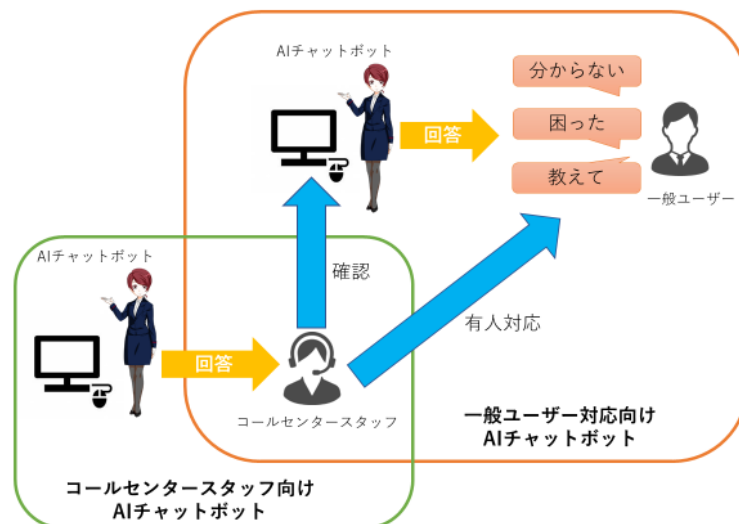 AIチャットボット
分からない
困った
教えて
回答
一般ユーザー
AIチャットボット
確認
有人対応
回答
コールセンタースタッフ
一般ユーザー対応向け
AIチャットボット
コールセンタースタッフ向け
AIチャットボット